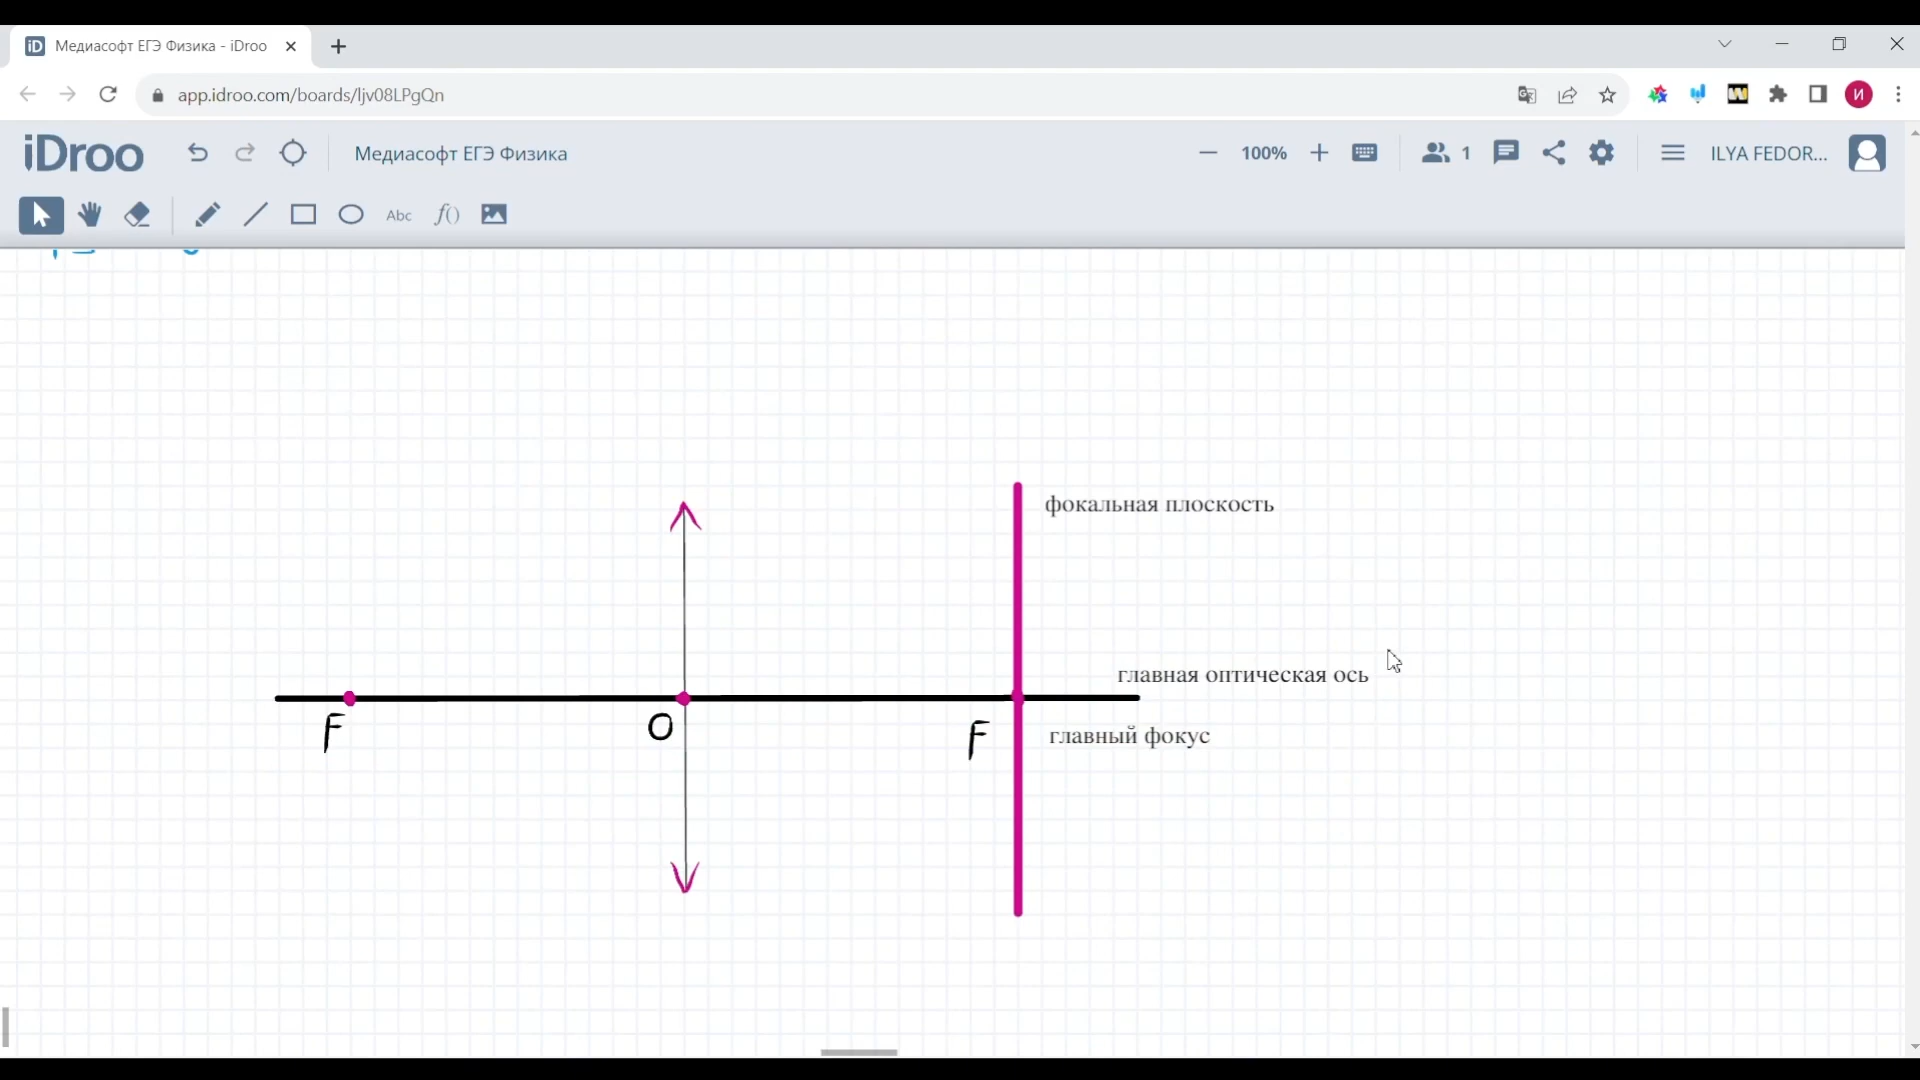 Медиасофт ЕГЭ Физика - iDroo
app.idroo.com/boards/ljv08LPgQn
И
iDroo
Медиасофт ЕГЭ Физика
100%
1
ILYA FEDOR...
Abc
f()
фокальная плоскость
главная оптическая ось
F
O
F
главный фокус